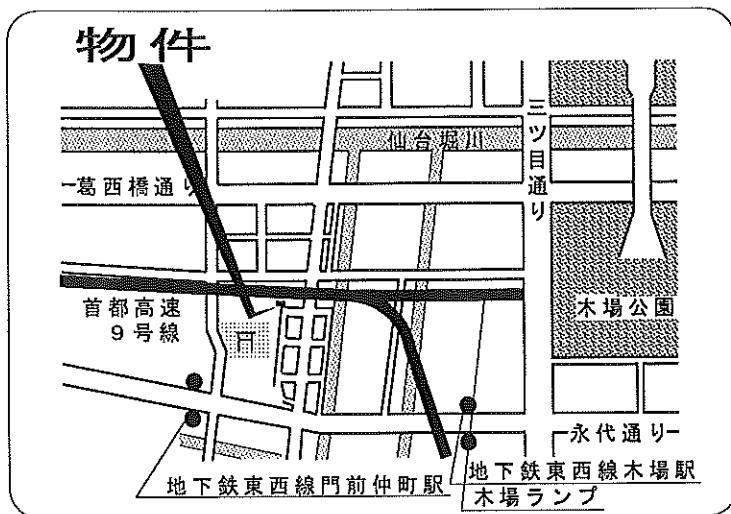 物件
仙台堀川
三ツ目通り
葛西橋通り
首都高速
9号線
木場公園
永代通り
地下鉄東西線木場駅
地下鉄東西線門前仲町駅
木場ランプ